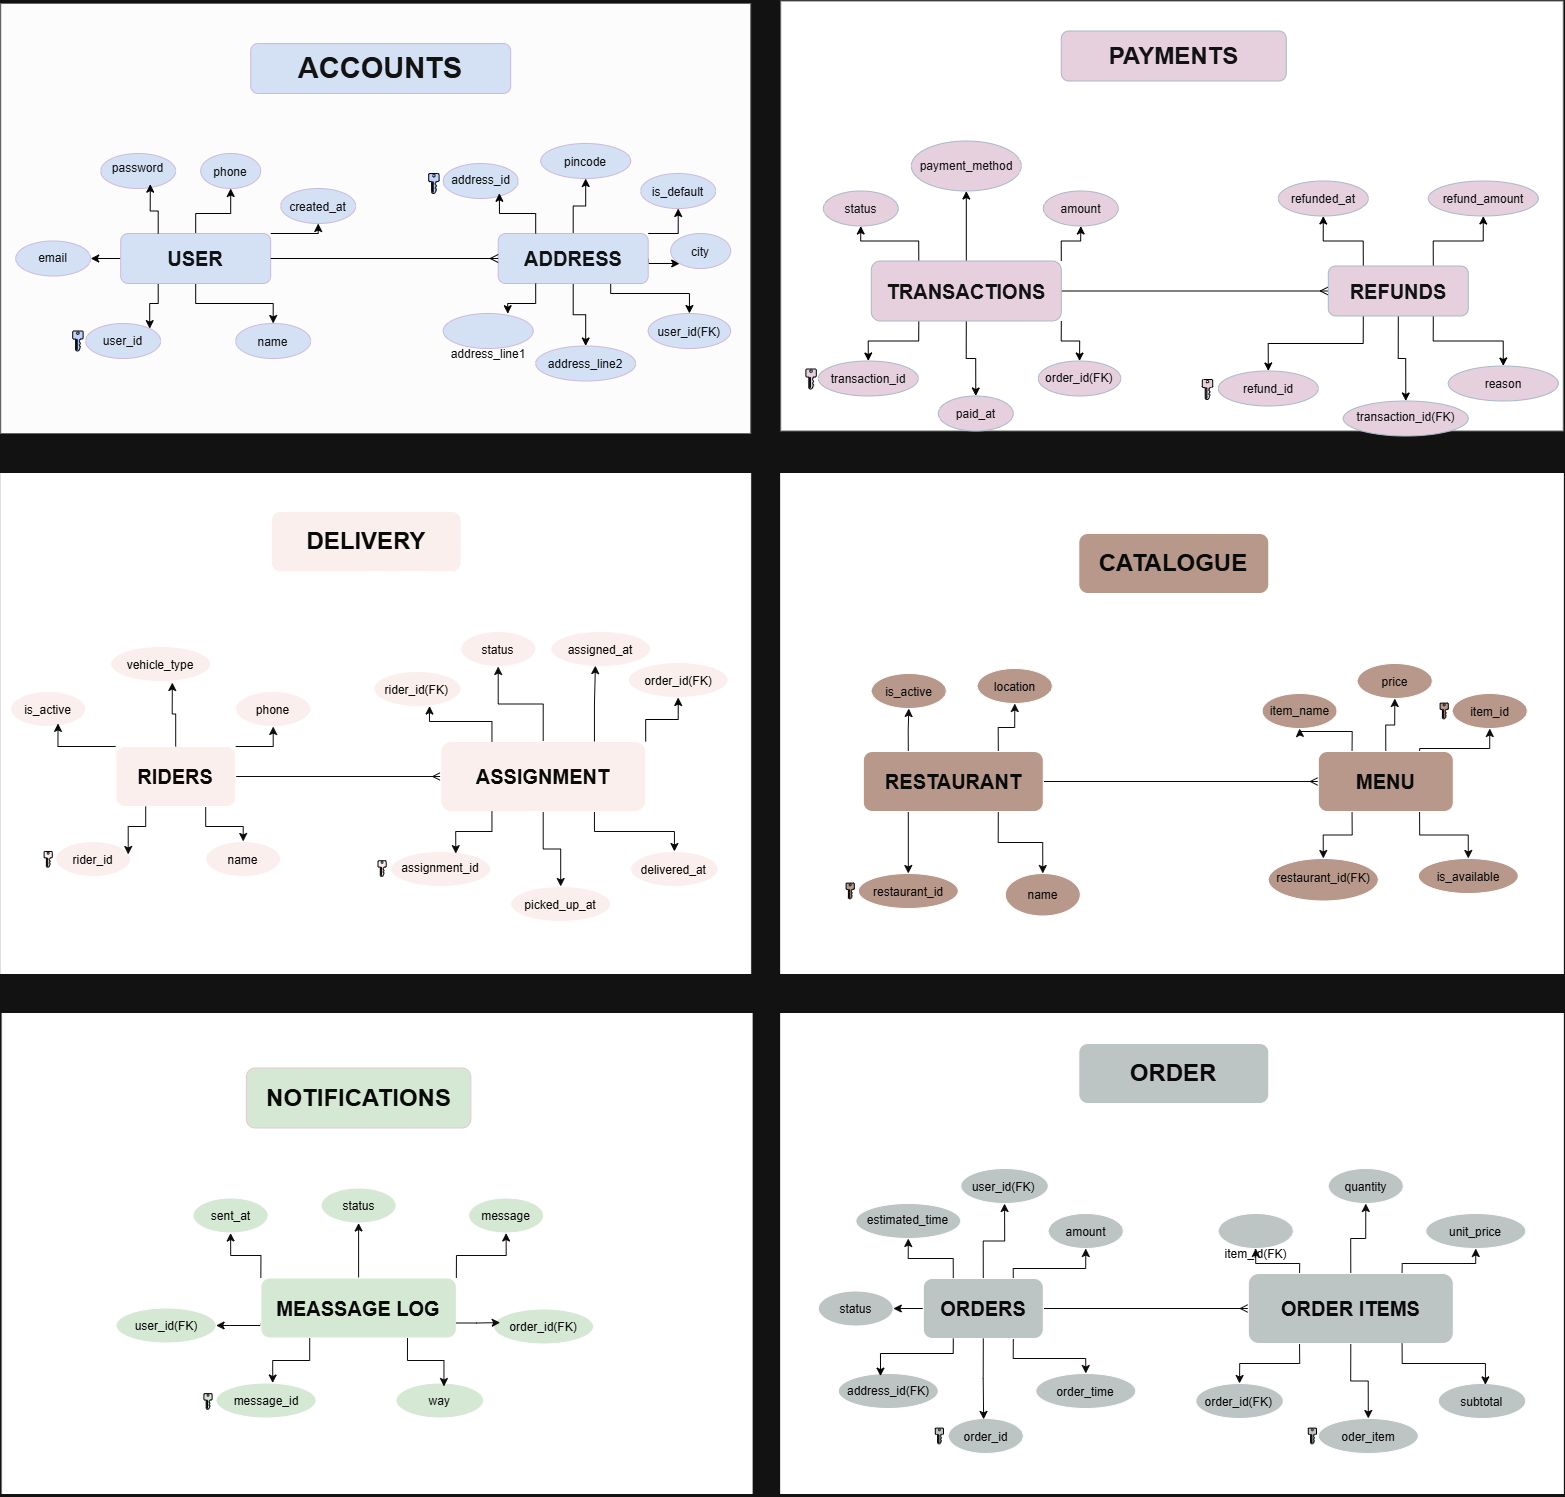 ACCOUNTS
password
phone
created_at
email
USER
user_id
name
address_id
pincode
is_default
city
ADDRESS
address_line1
address_line2
user_id(FK)
PAYMENTS
payment_method
status
amount
TRANSACTIONS
transaction_id
paid_at
order_id(FK)
refunded_at
refund_amount
REFUNDS
refund_id
transaction_id(FK)
reason
DELIVERY
vehicle_type
is_active
phone
RIDERS
rider_id
name
status
assigned_at
rider_id(FK)
order_id(FK)
ASSIGNMENT
assignment_id
picked_up_at
delivered_at
CATALOGUE
is_active
location
RESTAURANT
restaurant_id
name
item_name
price
item_id
MENU
restaurant_id(FK)
is_available
NOTIFICATIONS
sent_at
status
message
user_id(FK)
MEASSAGE LOG
order_id(FK)
message_id
way
ORDER
user_id(FK)
estimated_time
amount
status
ORDERS
address_id(FK)
order_id
order_time
quantity
item_id(FK)
unit_price
ORDER ITEMS
order_id(FK)
oder_item
subtotal